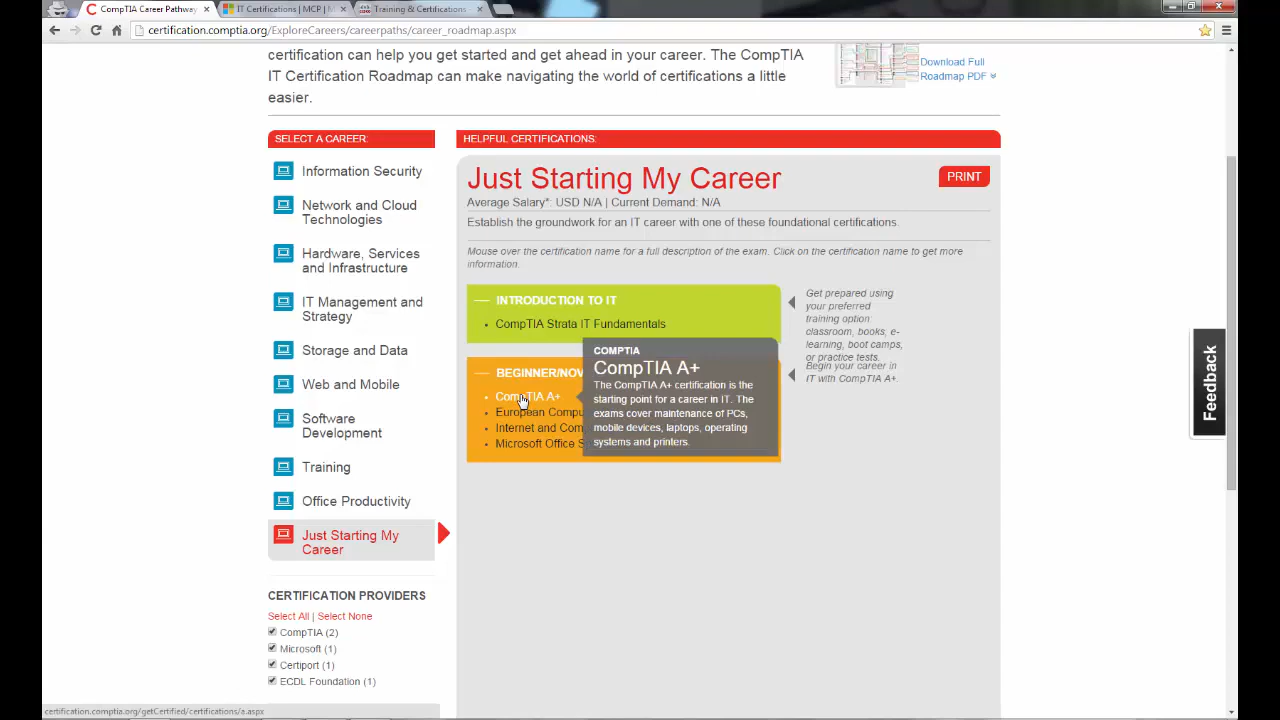 CompTIA Career Pathway
IT Certifications | MCP |
Training & Certifications
certification.comptia.org/ExploreCareers/careerpaths/career_roadmap.aspx
certification can help you get started and get ahead in your career. The CompTIA
IT Certification Roadmap can make navigating the world of certifications a little
easier.
Download Full
Roadmap PDF
SELECT A CAREER:
Information Security
Network and Cloud
Technologies
Hardware, Services
and Infrastructure
IT Management and
Strategy
Storage and Data
Web and Mobile
Software
Development
Training
Office Productivity
Just Starting My
Career
CERTIFICATION PROVIDERS
Select All | Select None
CompTIA (2)
Microsoft (1)
Certiport (1)
ECDL Foundation (1)
HELPFUL CERTIFICATIONS:
Just Starting My Career
PRINT
Average Salary*: USD N/A | Current Demand: N/A
Establish the groundwork for an IT career with one of these foundational certifications.
Mouse over the certification name for a full description of the exam. Click on the certification name to get more
information.
INTRODUCTION TO IT
CompTIA Strata IT Fundamentals
Get prepared using
your preferred
training option:
classroom, books, e-
learning, boot camps,
or practice tests.
Begin your career in
IT with CompTIA A+.
BEGINNER/NOV
CompTIA A+
European Compu
Internet and Com
Microsoft Office S
COMPTIA
CompTIA A+
The CompTIA A+ certification is the
starting point for a career in IT. The
exams cover maintenance of PCs,
mobile devices, laptops, operating
systems and printers.
Feedback
certification.comptia.org/getCertified/certifications/a.aspx